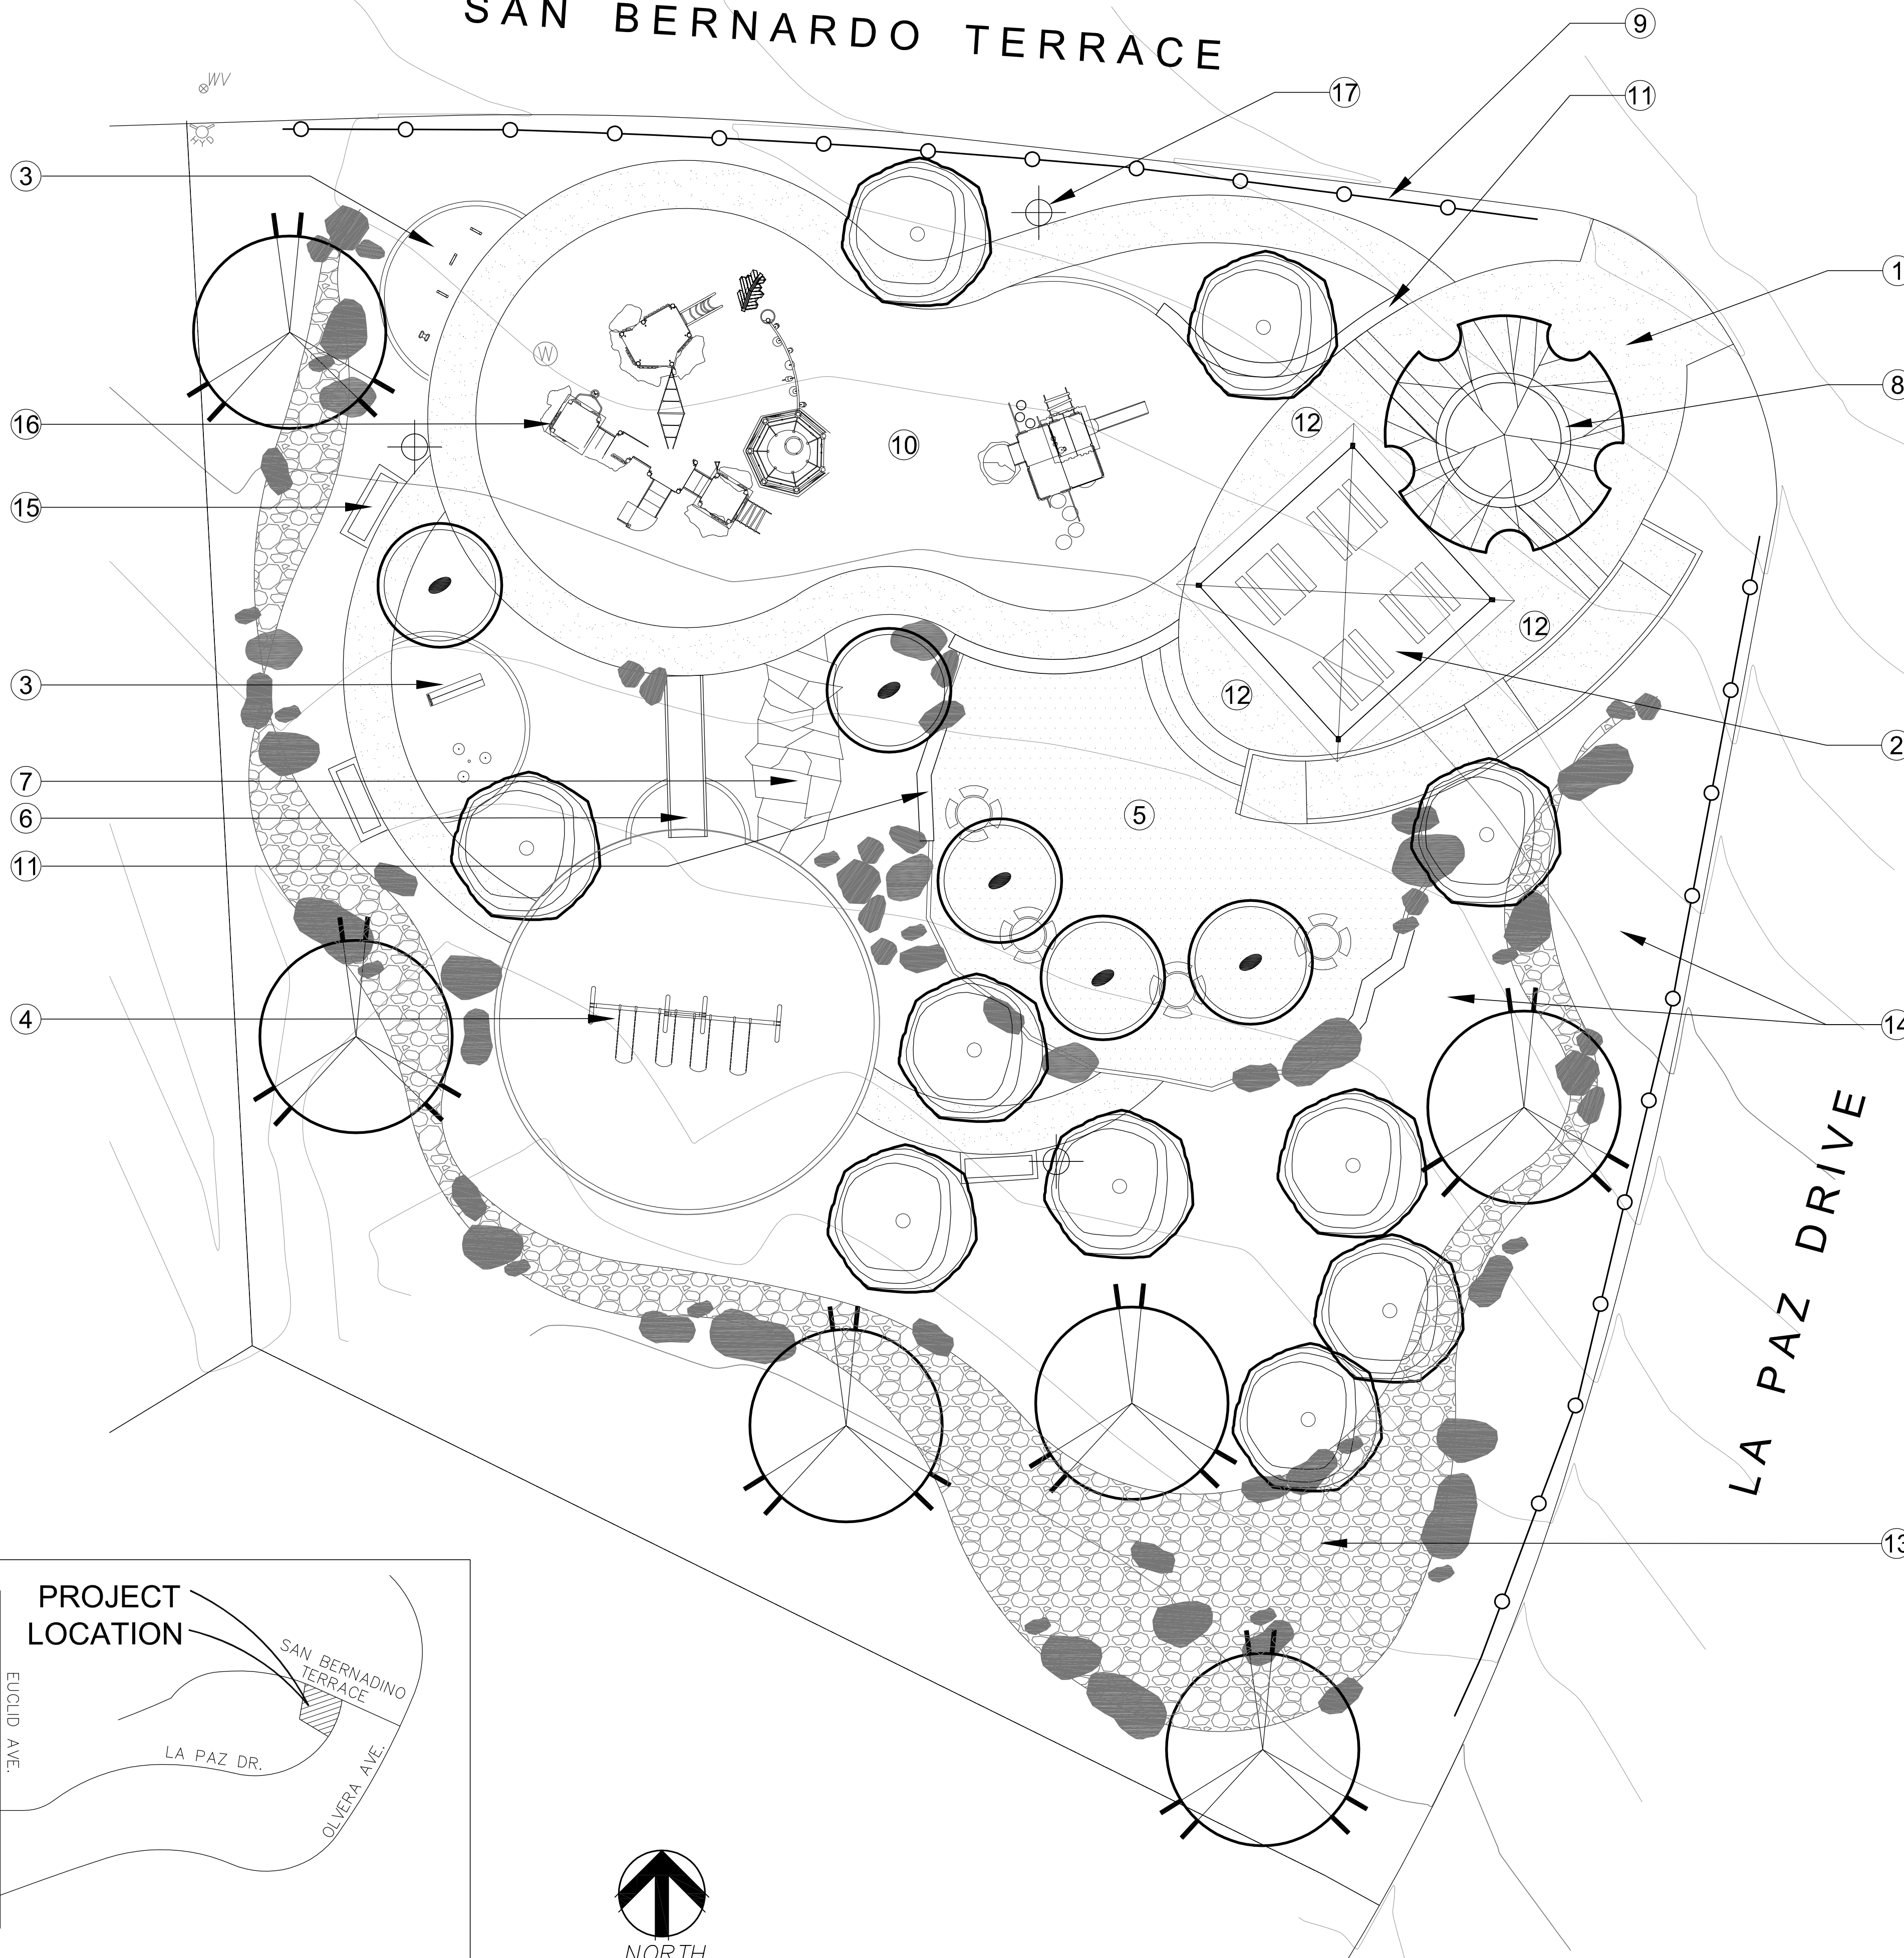 SAN BERNARDO TERRACE
9
WV
17
11
3
1
8
W
16
10
12
15
12
3
12
2
7
5
6
11
4
14
LA PAZ DRIVE
13
PROJECT
LOCATION
SAN BERNADINO
TERRACE
EUCLID AVE.
LA PAZ DR.
OLVERA AVE.
NORTH